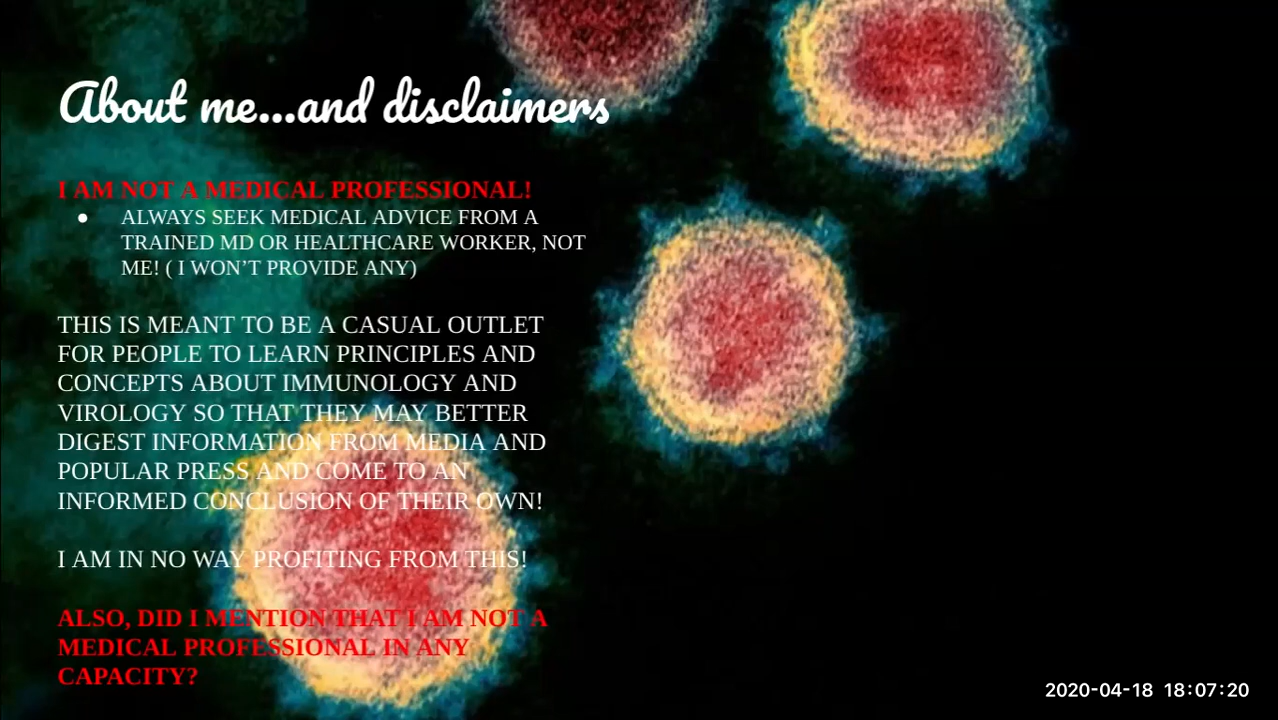 About me...and disclaimers
I AM NOT A MEDICAL PROFESSIONAL!
● ALWAYS SEEK MEDICAL ADVICE FROM A
TRAINED MD OR HEALTHCARE WORKER, NOT
ME! ( I WON’T PROVIDE ANY)
THIS IS MEANT TO BE A CASUAL OUTLET
FOR PEOPLE TO LEARN PRINCIPLES AND
CONCEPTS ABOUT IMMUNOLOGY AND
VIROLOGY SO THAT THEY MAY BETTER
DIGEST INFORMATION FROM MEDIA AND
POPULAR PRESS AND COME TO AN
INFORMED CONCLUSION OF THEIR OWN!
I AM IN NO WAY PROFITING FROM THIS!
ALSO, DID I MENTION THAT I AM NOT A
MEDICAL PROFESSIONAL IN ANY
CAPACITY?
2020-04-18 18:07:20